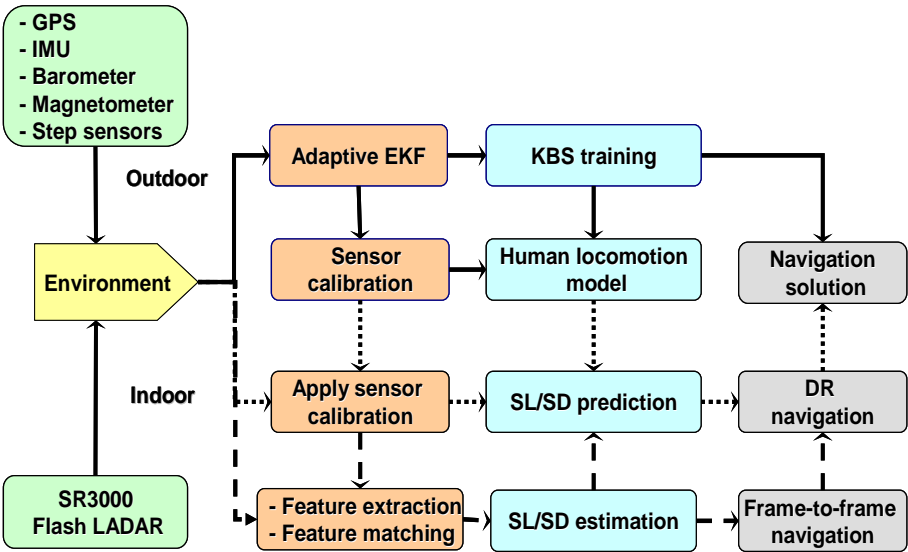 - GPS
- IMU
- Barometer
- Magnetometer
- Step sensors
Outdoor
Adaptive EKF
KBS training
Environment
Sensor
calibration
Human locomotion
model
Navigation
solution
Indoor
Apply sensor
calibration
SL/SD prediction
DR
navigation
SR3000
Flash LADAR
- Feature extraction
- Feature matching
SL/SD estimation
Frame-to-frame
navigation